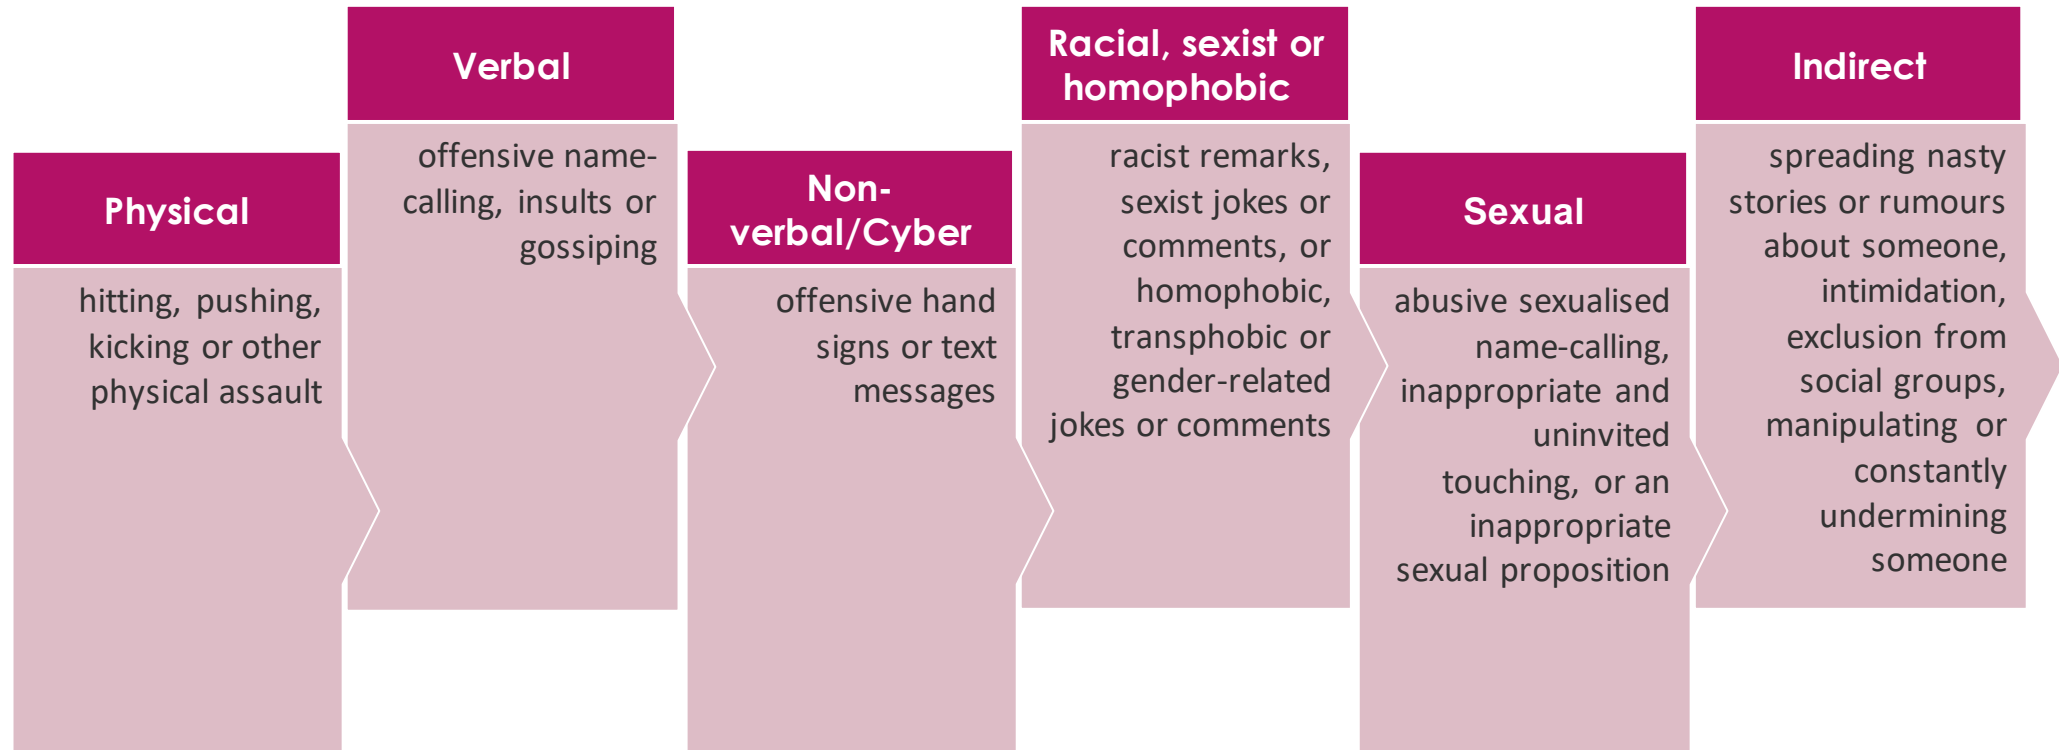 Physical
hitting, pushing,
kicking or other
physical assault
Verbal
offensive name-
calling, insults or
gossiping
Non-
verbal/Cyber
offensive hand
signs or text
messages
Racial, sexist or
homophobic
racist remarks,
sexist jokes or
comments, or
homophobic,
transphobic or
gender-related
jokes or comments
Sexual
abusive sexualised
name-calling,
inappropriate and
uninvited
touching, or an
inappropriate
sexual proposition
Indirect
spreading nasty
stories or rumours
about someone,
intimidation,
exclusion from
social groups,
manipulating or
constantly
undermining
someone